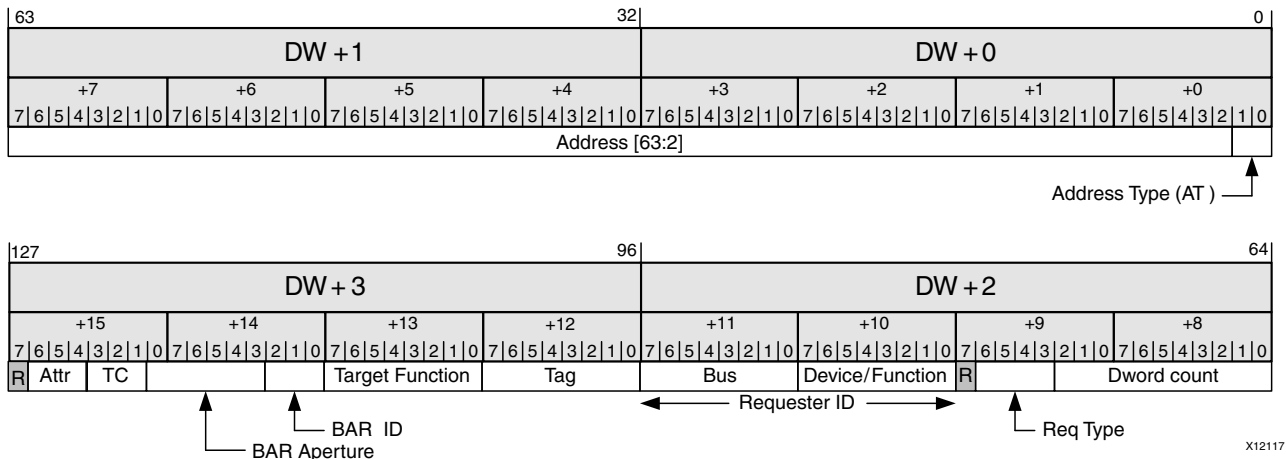 63 32 0
DW +1 DW +0
+7 +6 +5 +4 +3 +2 +1 +0
7 6 5 4 3 2 1 0 7 6 5 4 3 2 1 0 7 6 5 4 3 2 1 0 7 6 5 4 3 2 1 0 7 6 5 4 3 2 1 0 7 6 5 4 3 2 1 0 7 6 5 4 3 2 1 0 7 6 5 4 3 2 1 0
Address [63:2]
Address Type (AT )
127 96 64
DW + 3 DW + 2
+15 +14 +13 +12 +11 +10 +9 +8
7 6 5 4 3 2 1 0 7 6 5 4 3 2 1 0 7 6 5 4 3 2 1 0 7 6 5 4 3 2 1 0 7 6 5 4 3 2 1 0 7 6 5 4 3 2 1 0 7 6 5 4 3 2 1 0 7 6 5 4 3 2 1 0
R Attr TC Target Function Tag Bus Device/Function R Dword count
Requester ID
BAR ID Req Type
BAR Aperture
X12117